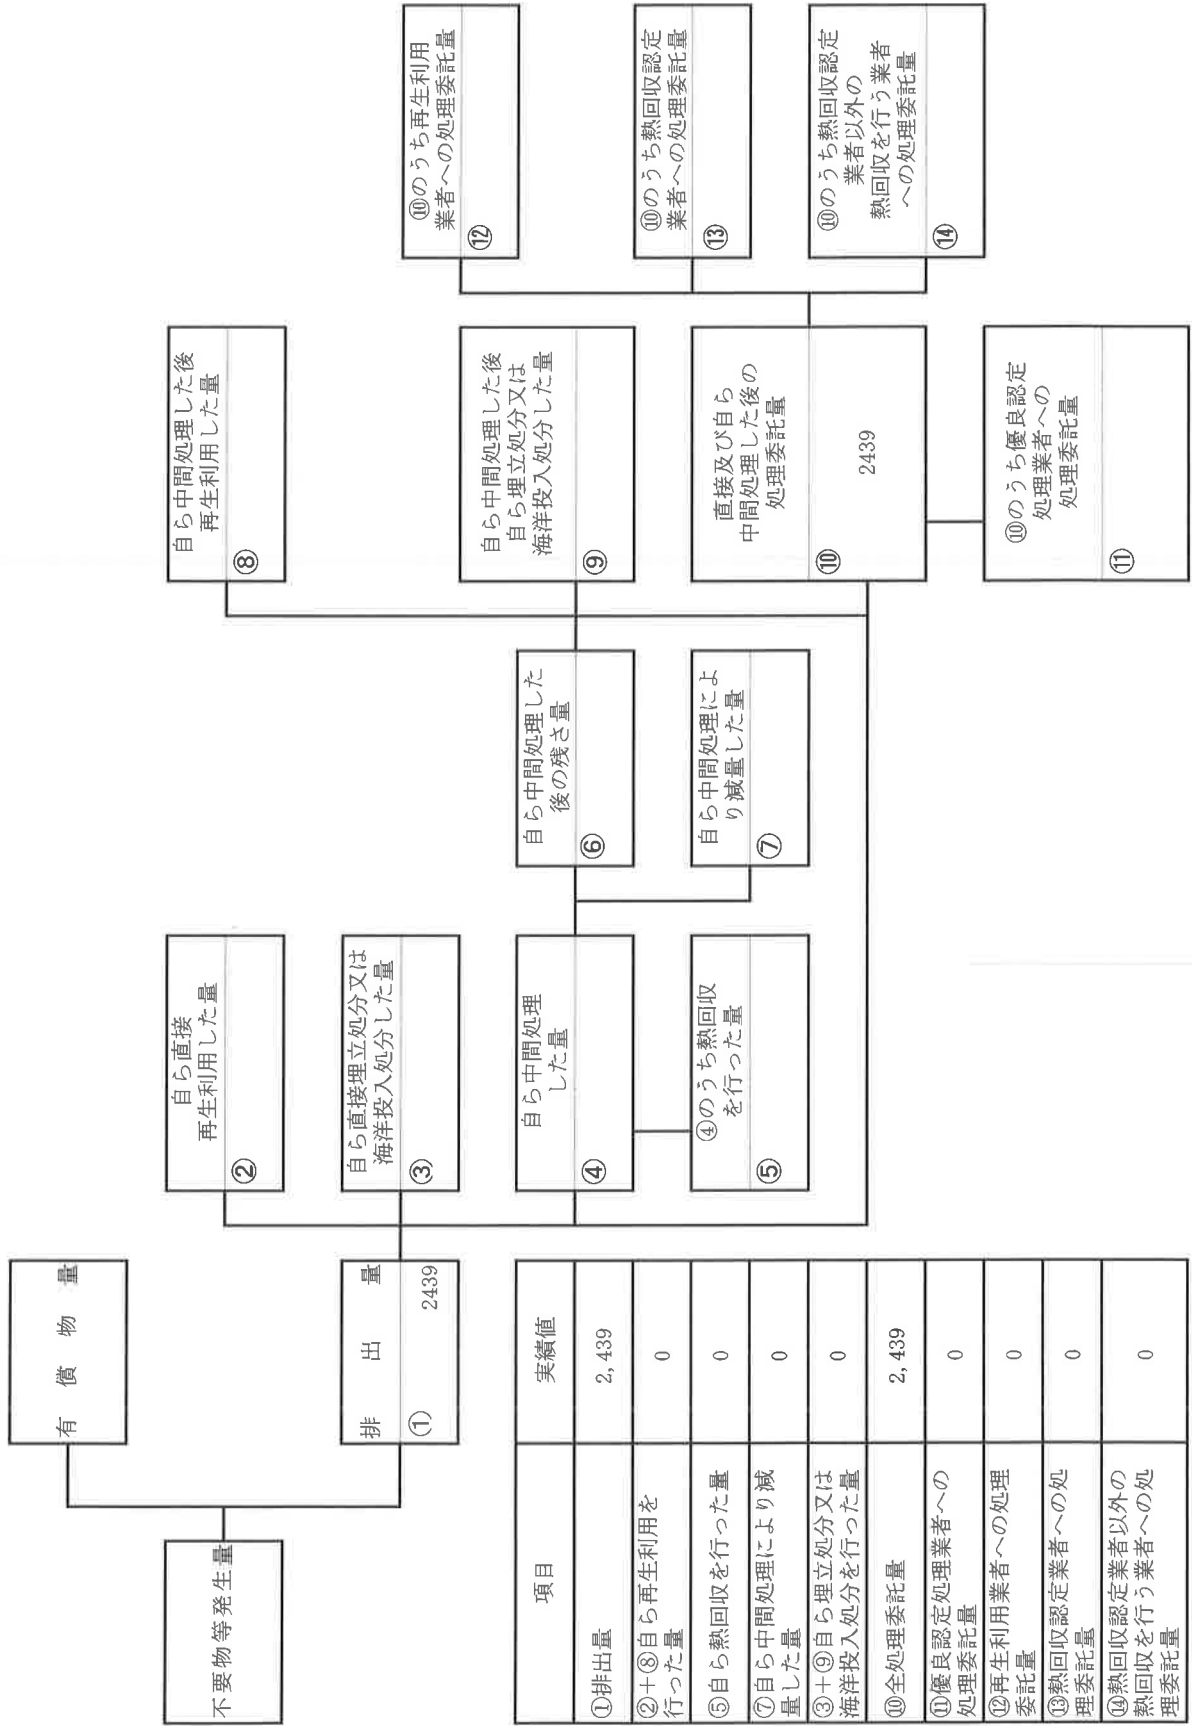 不要物等発生量
有償物量
排出量
① 2439
自ら直接
再生利用した量
②
自ら直接埋立処分又は
海洋投入処分した量
③
自ら中間処理
した量
④
④のうち熱回収
を行った量
⑤
自ら中間処理した
後の残さ量
⑥
自ら中間処理によ
り減量した量
⑦
自ら中間処理した後
再生利用した量
⑧
自ら中間処理した後
自ら埋立処分又は
海洋投入処分した量
⑨
直接及び自ら
中間処理した後の
処理委託量
⑩ 2439
⑩のうち優良認定
処理業者への
処理委託量
⑪
⑩のうち再生利用
業者への処理委託量
⑫
⑩のうち熱回収認定
業者への処理委託量
⑬
⑩のうち熱回収認定
業者以外の
熱回収を行う業者
への処理委託量
⑭
項目 実績値
①排出量 2,439
②+⑧自ら再生利用を
行った量 0
⑤自ら熱回収を行った量 0
⑦自ら中間処理により減
量した量 0
③+⑨自ら埋立処分又は
海洋投入処分を行った量 0
⑩全処理委託量 2,439
⑪優良認定処理業者への
処理委託量 0
⑫再生利用業者への処理
委託量 0
⑬熱回収認定業者への処
理委託量 0
⑭熱回収認定業者以外の
熱回収を行う業者への処
理委託量 0